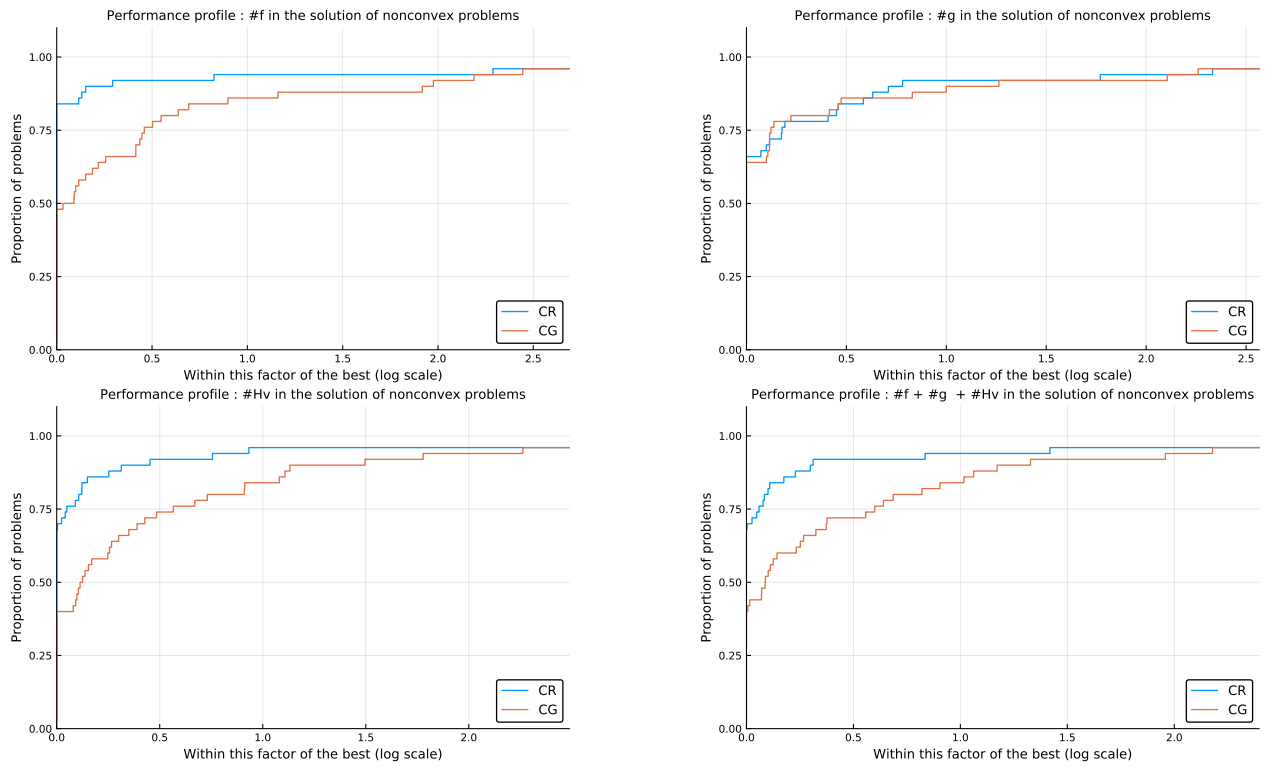 Performance profile : #f in the solution of nonconvex problems
1.00
0.75
0.50
0.25
0.00
Proportion of problems
CR
CG
0.0 0.5 1.0 1.5 2.0 2.5
Within this factor of the best (log scale)
Performance profile : #g in the solution of nonconvex problems
1.00
0.75
0.50
0.25
0.00
Proportion of problems
CR
CG
0.0 0.5 1.0 1.5 2.0 2.5
Within this factor of the best (log scale)
Performance profile : #Hv in the solution of nonconvex problems
1.00
0.75
0.50
0.25
0.00
Proportion of problems
CR
CG
0.0 0.5 1.0 1.5 2.0
Within this factor of the best (log scale)
Performance profile : #f + #g  + #Hv in the solution of nonconvex problems
1.00
0.75
0.50
0.25
0.00
Proportion of problems
CR
CG
0.0 0.5 1.0 1.5 2.0
Within this factor of the best (log scale)